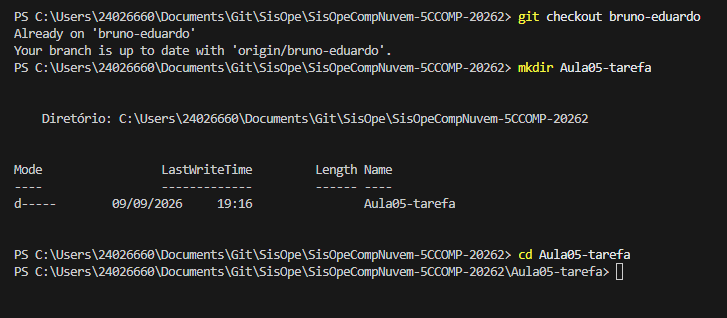 PS C:\Users\24026660\Documents\Git\SisOpe\SisOpeCompNuvem-5CCOMP-20262> git checkout bruno-eduardo
Already on 'bruno-eduardo'
Your branch is up to date with 'origin/bruno-eduardo'.
PS C:\Users\24026660\Documents\Git\SisOpe\SisOpeCompNuvem-5CCOMP-20262> mkdir Aula05-tarefa
Diretório: C:\Users\24026660\Documents\Git\SisOpe\SisOpeCompNuvem-5CCOMP-20262
Mode LastWriteTime Length Name
---- ------------- ------ ----
d----- 09/09/2026 19:16 Aula05-tarefa
PS C:\Users\24026660\Documents\Git\SisOpe\SisOpeCompNuvem-5CCOMP-20262> cd Aula05-tarefa
PS C:\Users\24026660\Documents\Git\SisOpe\SisOpeCompNuvem-5CCOMP-20262\Aula05-tarefa>